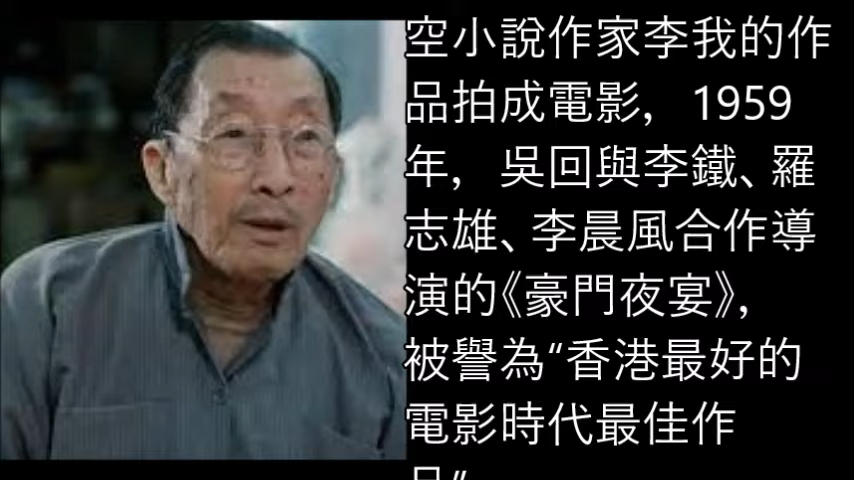 空小說作家李我的作
品拍成電影， 1959
年， 吳回與李鐵、羅
志雄、李晨風合作導
演的《豪門夜宴》，
被譽為“香港最好的
電影時代最佳作
品”